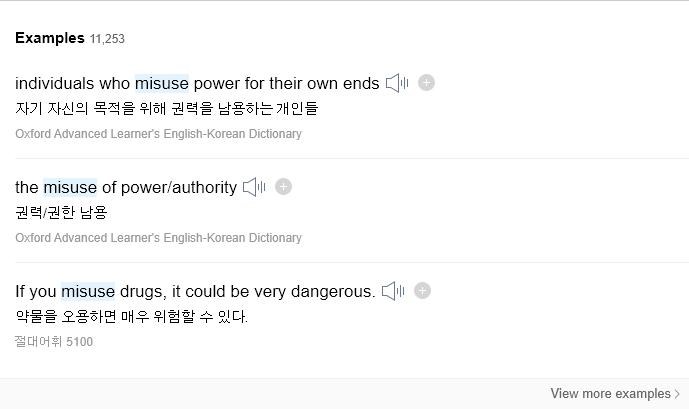 Examples 11,253
individuals who misuse power for their own ends
자기 자신의 목적을 위해 권력을 남용하는 개인들
Oxford Advanced Learner's English-Korean Dictionary
the misuse of power/authority
권력/권한 남용
Oxford Advanced Learner's English-Korean Dictionary
If you misuse drugs, it could be very dangerous.
약물을 오용하면 매우 위험할 수 있다.
절대어휘 5100
View more examples